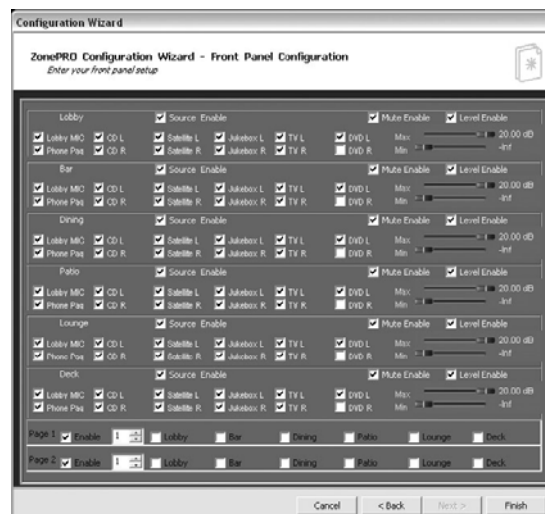 Configuration Wizard
ZonePRO Configuration Wizard - Front Panel Configuration
Enter your front panel setup
Lobby Source Enable Mute Enable Level Enable
Lobby MIC CD L Satellite L Jukebox L TV L DVD L Max 20.00 dB
Phone Pag CD R Satellite R Jukebox R TV R DVD R Min -Inf
Bar Source Enable Mute Enable Level Enable
Lobby MIC CD L Satellite L Jukebox L TV L DVD L Max 20.00 dB
Phone Pag CD R Satellite R Jukebox R TV R DVD R Min -Inf
Dining Source Enable Mute Enable Level Enable
Lobby MIC CD L Satellite L Jukebox L TV L DVD L Max 20.00 dB
Phone Pag CD R Satellite R Jukebox R TV R DVD R Min -Inf
Patio Source Enable Mute Enable Level Enable
Lobby MIC CD L Satellite L Jukebox L TV L DVD L Max 20.00 dB
Phone Pag CD R Satellite R Jukebox R TV R DVD R Min -Inf
Lounge Source Enable Mute Enable Level Enable
Lobby MIC CD L Satellite L Jukebox L TV L DVD L Max 20.00 dB
Phone Pag CD R Satellite R Jukebox R TV R DVD R Min -Inf
Deck Source Enable Mute Enable Level Enable
Lobby MIC CD L Satellite L Jukebox L TV L DVD L Max 20.00 dB
Phone Pag CD R Satellite R Jukebox R TV R DVD R Min -Inf
Page 1 Enable 1 Lobby Bar Dining Patio Lounge Deck
Page 2 Enable 1 Lobby Bar Dining Patio Lounge Deck
Cancel < Back Next > Finish